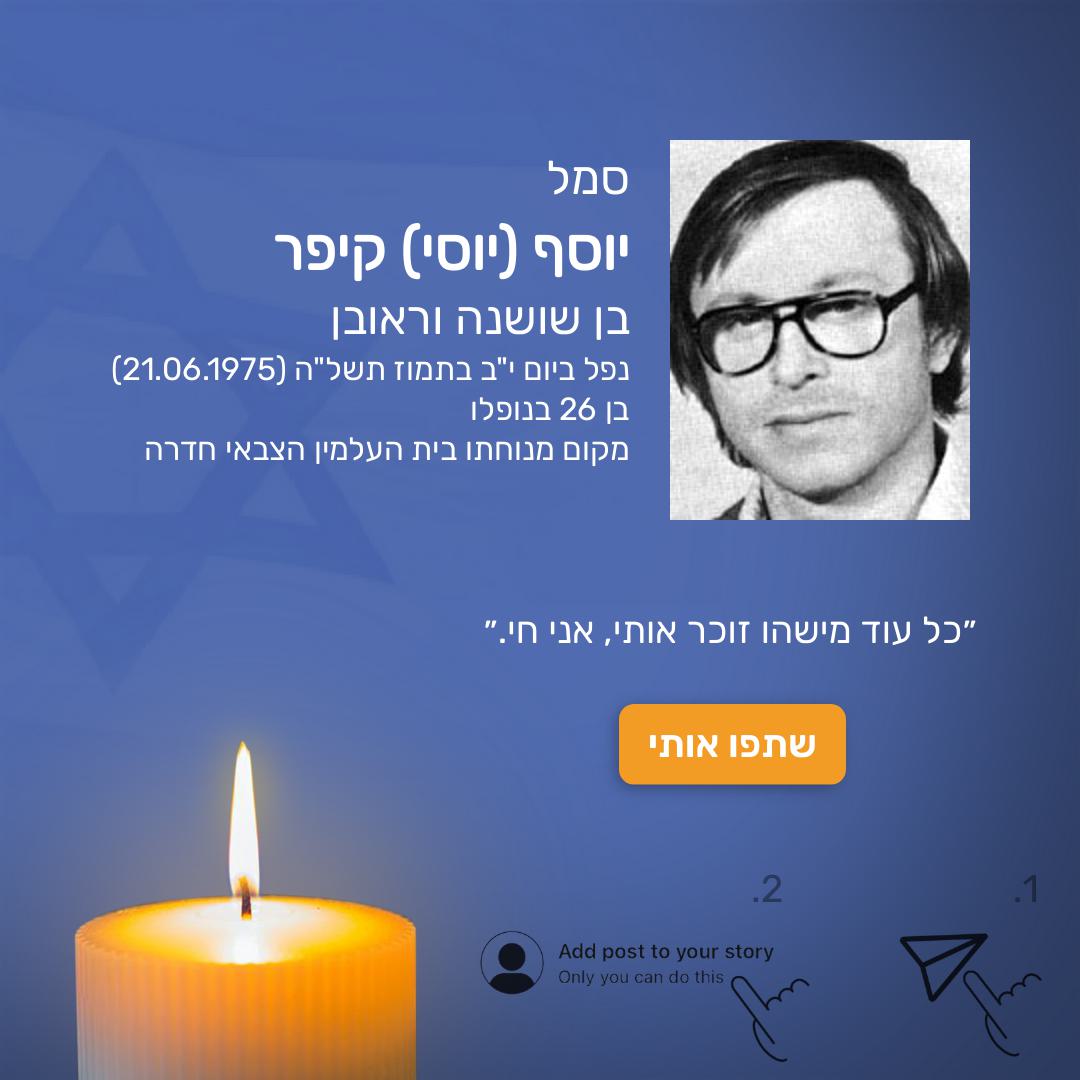 סמל
יוסף (יוסי) קיפר
בן שושנה וראובן
נפל ביום י"ב בתמוז תשל"ה (21.06.1975)
בן 26 בנופלו
מקום מנוחתו בית העלמין הצבאי חדרה
״כל עוד מישהו זוכר אותי, אני חי.״
שתפו אותי
1.
2.
Add post to your story
Only you can do this